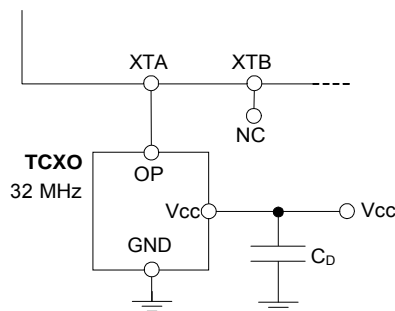 XTA
XTB
NC
TCXO
32 MHz
OP
Vcc
Vcc
GND
CD